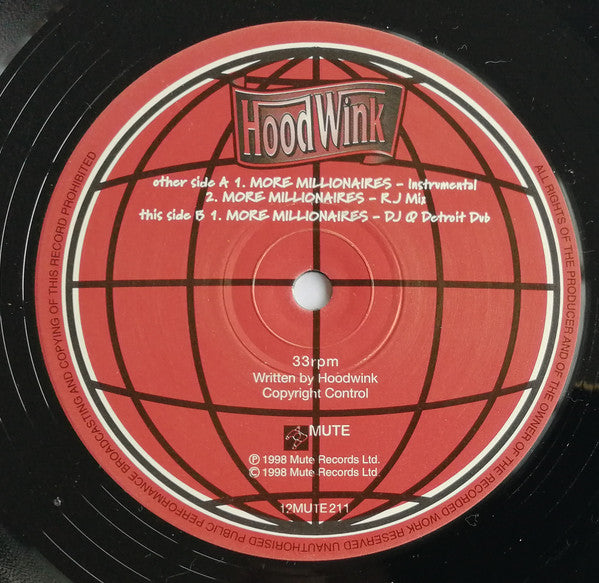 Hood Wink
other side A 1. MORE MILLIONAIRES - Instrumental
2. MORE MILLIONAIRES - R.J Mix
this side B 1. MORE MILLIONAIRES - DJ Q Detroit Dub
33rpm
Written by Hoodwink
Copyright Control
MUTE
℗ 1998 Mute Records Ltd.
© 1998 Mute Records Ltd.
12MUTE211
ALL RIGHTS OF THE PRODUCER AND OF THE OWNER OF THE RECORDED WORK RESERVED UNAUTHORISED PUBLIC PERFORMANCE BROADCASTING AND COPYING OF THIS RECORD PROHIBITED